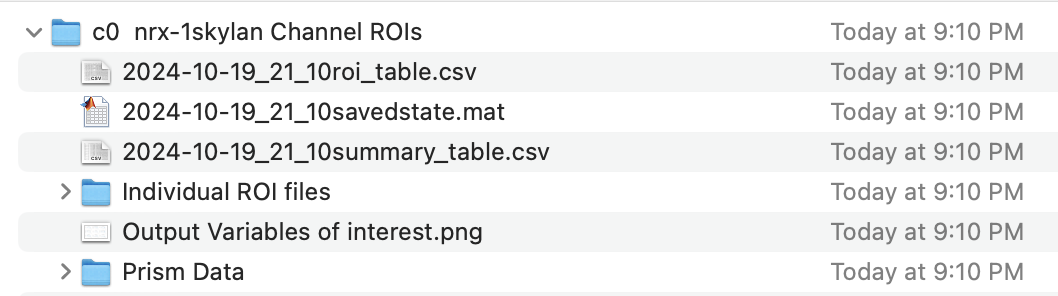 c0 nrx-1skylan Channel ROIs Today at 9:10 PM
2024-10-19_21_10roi_table.csv Today at 9:10 PM
2024-10-19_21_10savedstate.mat Today at 9:10 PM
2024-10-19_21_10summary_table.csv Today at 9:10 PM
Individual ROI files Today at 9:10 PM
Output Variables of interest.png Today at 9:10 PM
Prism Data Today at 9:10 PM